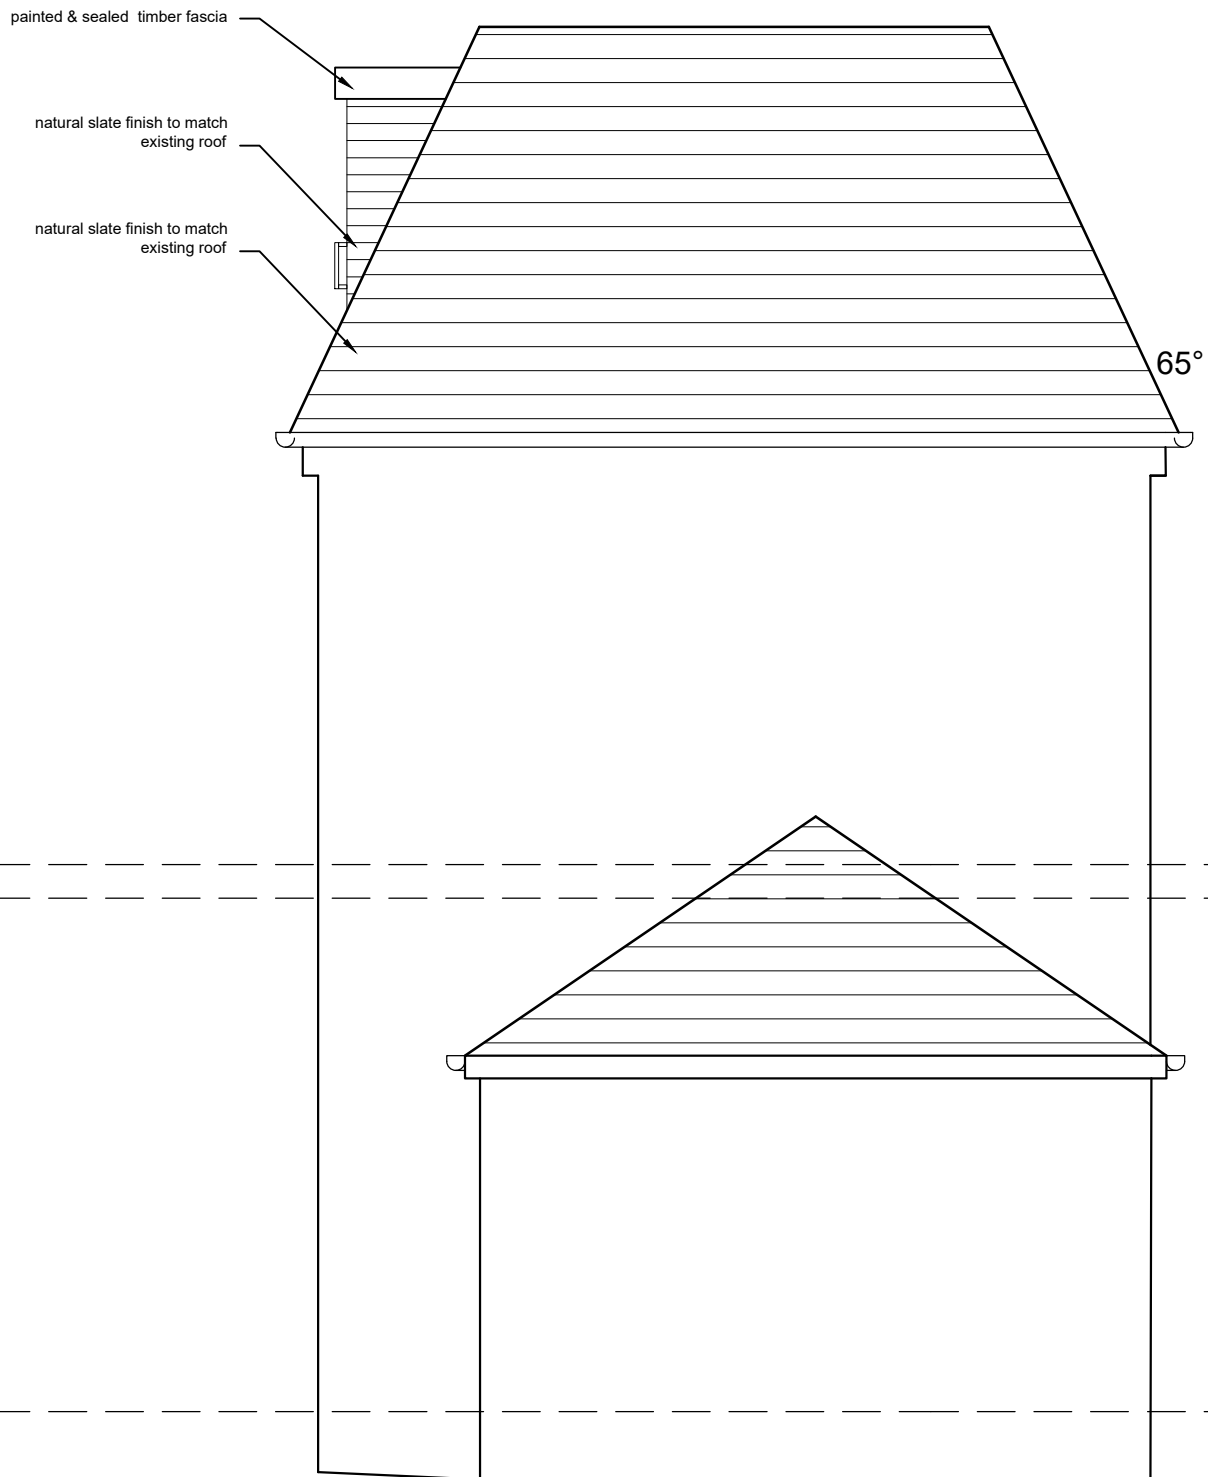 painted & sealed  timber fascia
natural slate finish to match
existing roof
natural slate finish to match
existing roof
65°